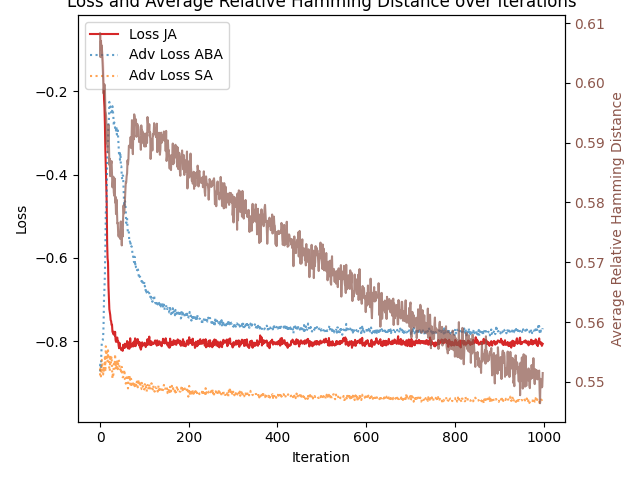 Loss and Average Relative Hamming Distance over Iterations
Loss JA
Adv Loss ABA
Adv Loss SA
−0.2
−0.4
−0.6
−0.8
Loss
0.61
0.60
0.59
0.58
0.57
0.56
0.55
Average Relative Hamming Distance
0
200
400
600
800
1000
Iteration